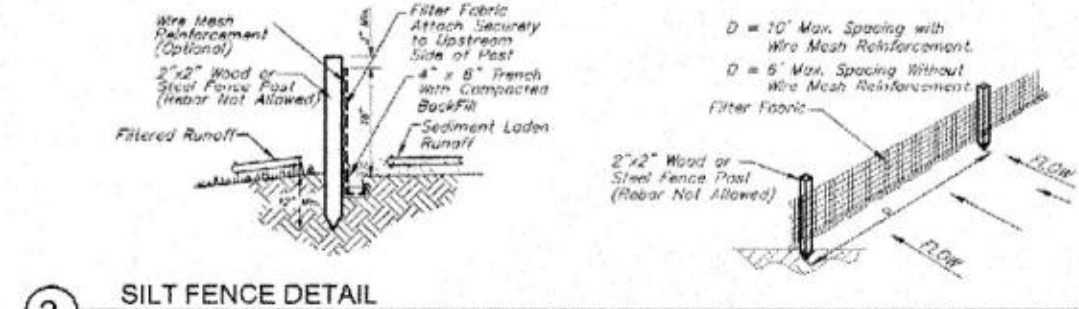 Wire Mesh
Reinforcement
(Optional)
2"x2" Wood or
Steel Fence Post
(Rebar Not Allowed)
Filtered Runoff
Filter Fabric
Attach Securely
to Upstream
Side of Post
4" x 6" Trench
With Compacted
Backfill
Sediment Laden
Runoff
2" Min.
18"
12" Min.
D = 10' Max. Spacing with
Wire Mesh Reinforcement.
D = 6' Max. Spacing Without
Wire Mesh Reinforcement.
Filter Fabric
2"x2" Wood or
Steel Fence Post
(Rebar Not Allowed)
D
FLOW
FLOW
SILT FENCE DETAIL